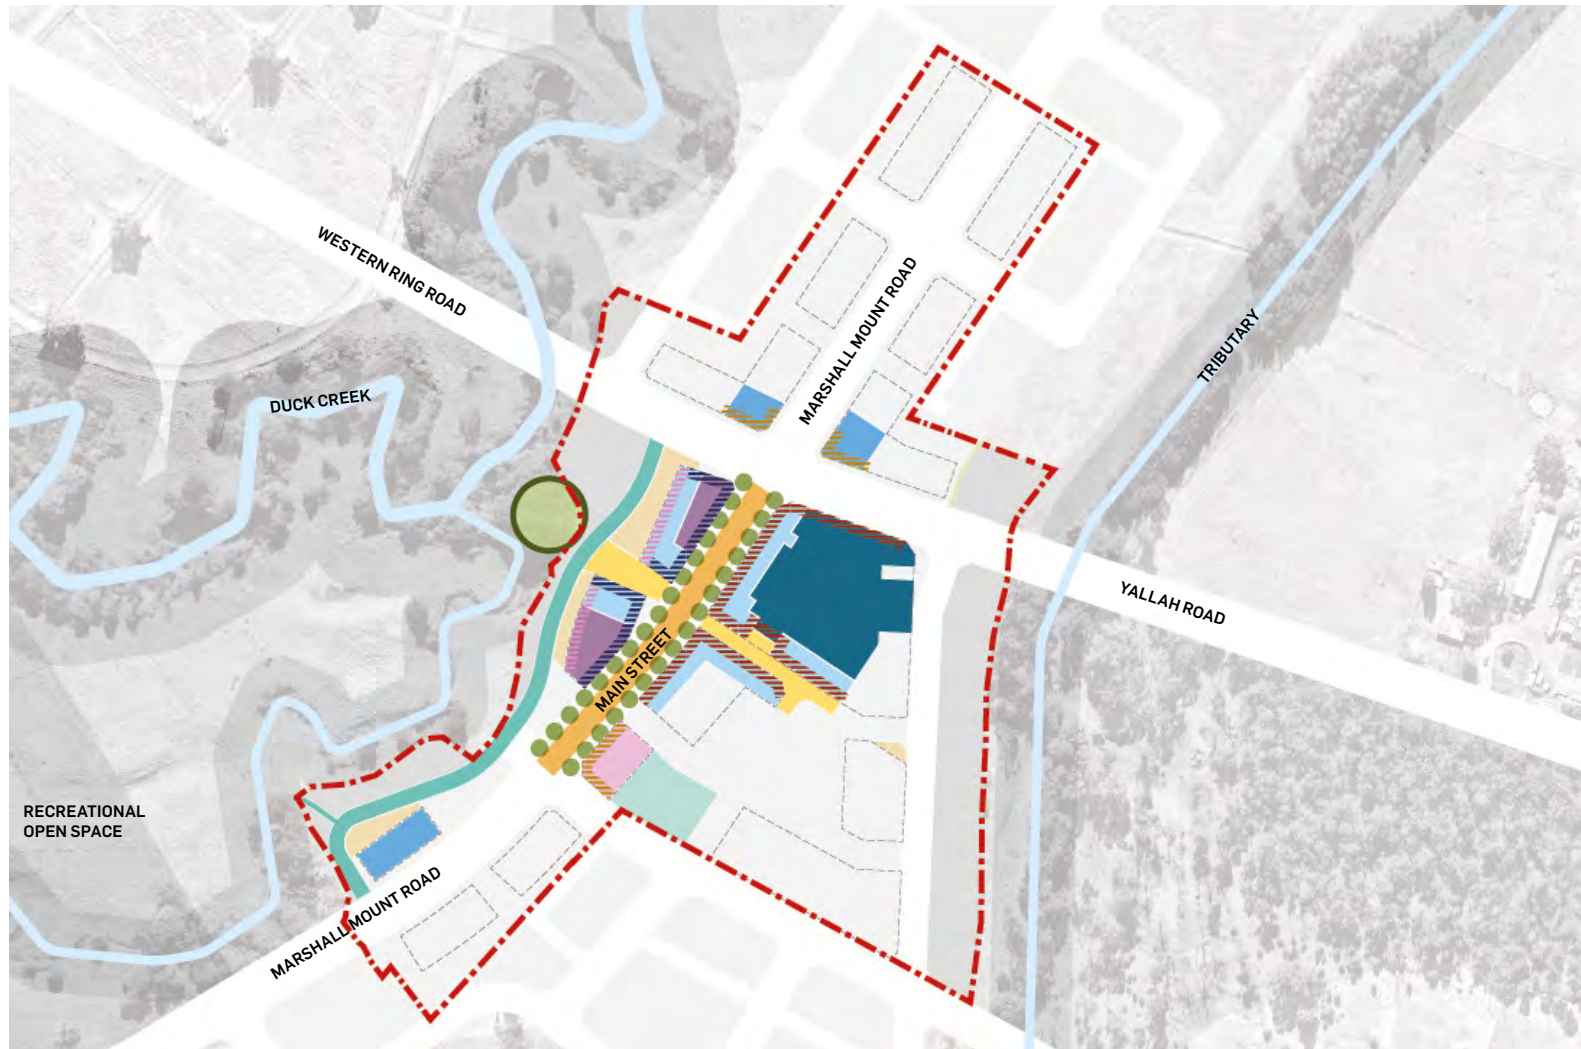 WESTERN RING ROAD
MARSHALL MOUNT ROAD
TRIBUTARY
DUCK CREEK
YALLAH ROAD
MAIN STREET
RECREATIONAL
OPEN SPACE
MARSHALL MOUNT ROAD